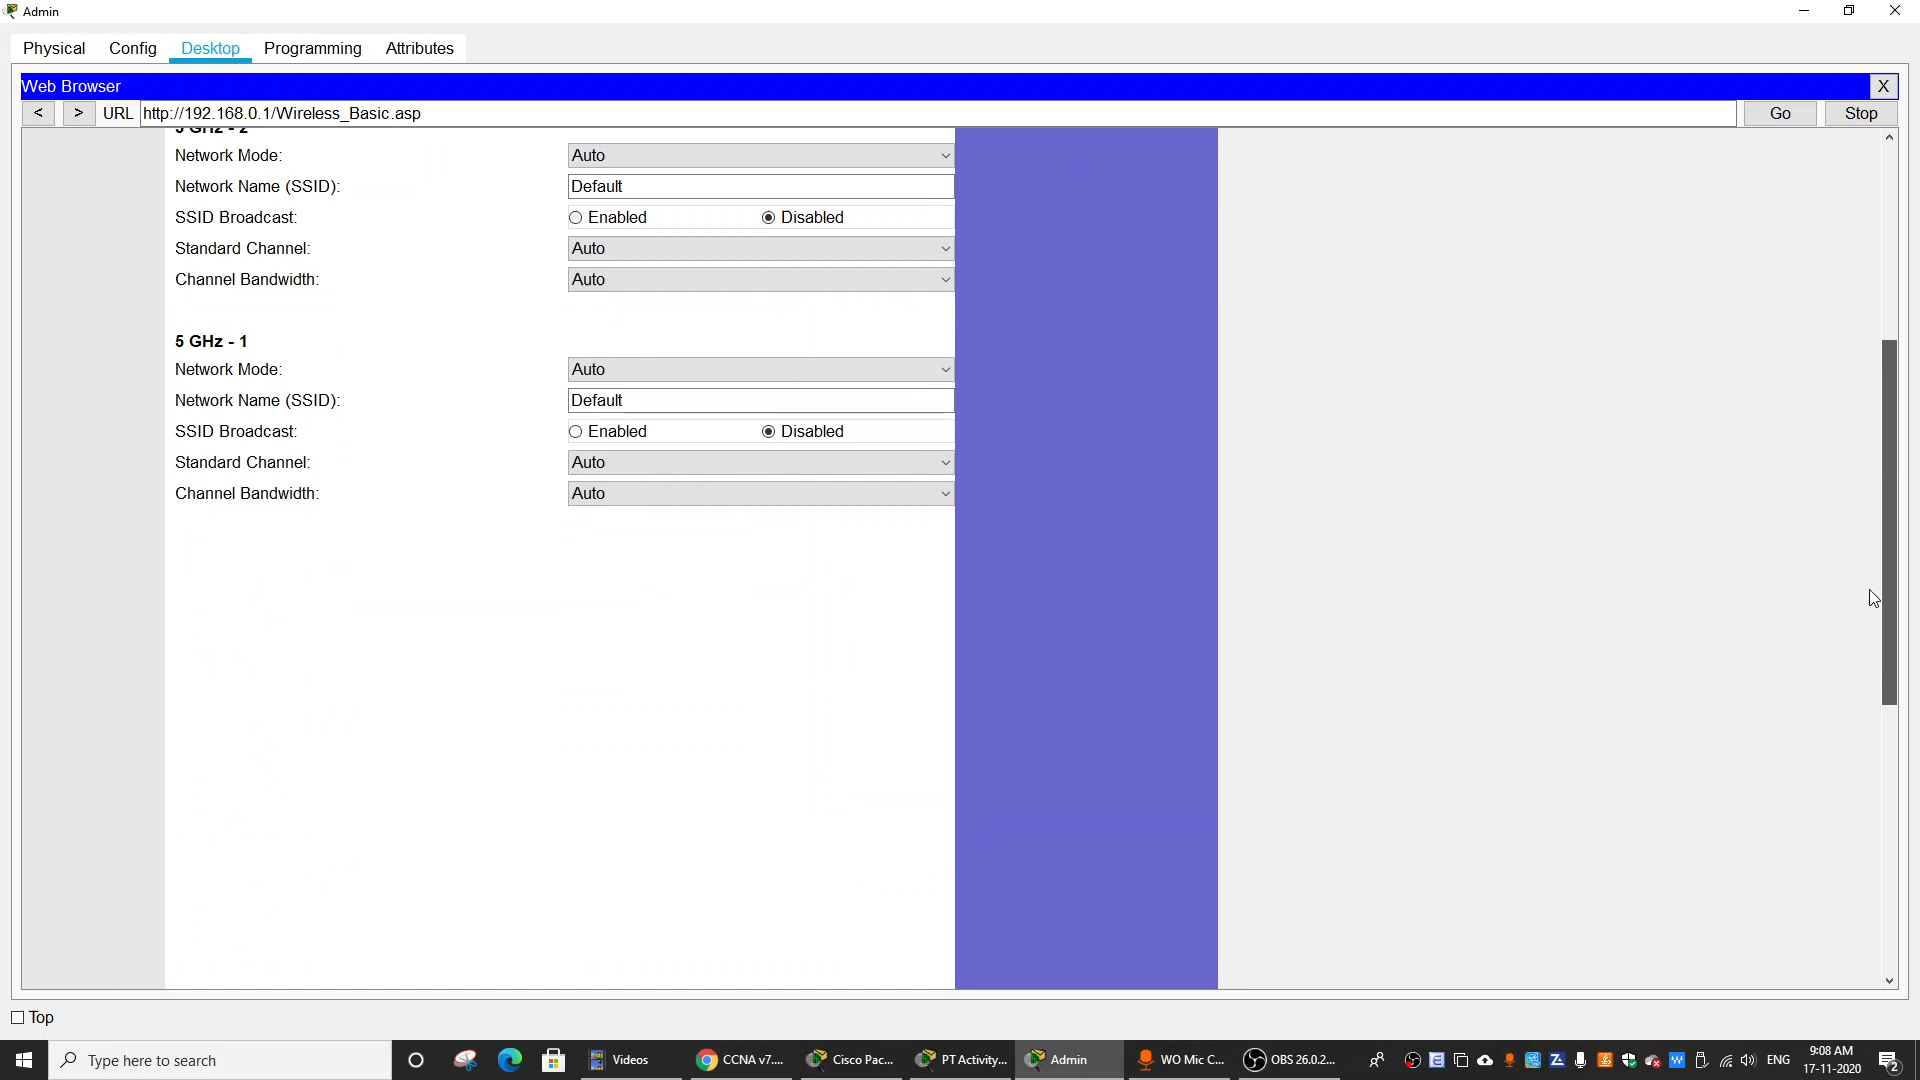 Admin
Physical Config Desktop Programming Attributes
Web Browser X
< > URL http://192.168.0.1/Wireless_Basic.asp Go Stop
5 GHz - 2
Network Mode: Auto
Network Name (SSID): Default
SSID Broadcast: Enabled Disabled
Standard Channel: Auto
Channel Bandwidth: Auto
5 GHz - 1
Network Mode: Auto
Network Name (SSID): Default
SSID Broadcast: Enabled Disabled
Standard Channel: Auto
Channel Bandwidth: Auto
Top
Type here to search Videos CCNA v7.... Cisco Pac... PT Activity... Admin WO Mic C... OBS 26.0.2... ENG 9:08 AM
17-11-2020 2